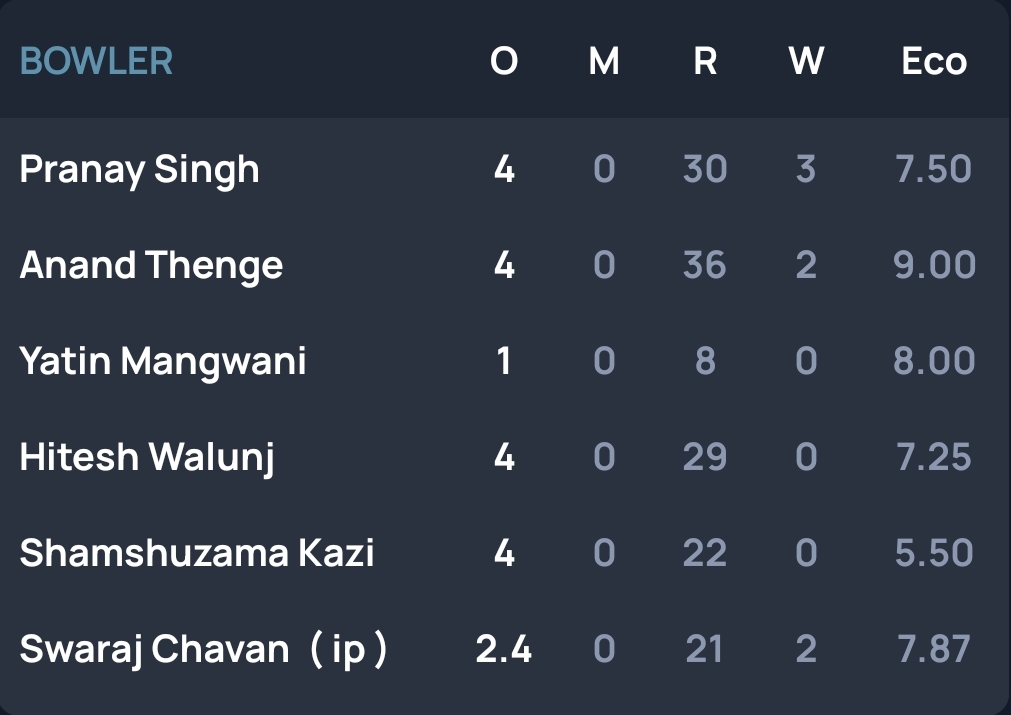 BOWLER O M R W Eco
Pranay Singh 4 0 30 3 7.50
Anand Thenge 4 0 36 2 9.00
Yatin Mangwani 1 0 8 0 8.00
Hitesh Walunj 4 0 29 0 7.25
Shamshuzama Kazi 4 0 22 0 5.50
Swaraj Chavan ( ip ) 2.4 0 21 2 7.87